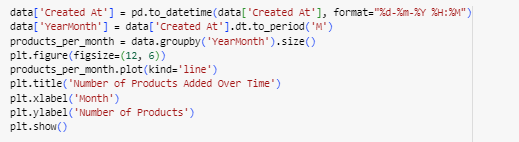 data['Created At'] = pd.to_datetime(data['Created At'], format="%d-%m-%Y %H:%M")
data['YearMonth'] = data['Created At'].dt.to_period('M')
products_per_month = data.groupby('YearMonth').size()
plt.figure(figsize=(12, 6))
products_per_month.plot(kind='line')
plt.title('Number of Products Added Over Time')
plt.xlabel('Month')
plt.ylabel('Number of Products')
plt.show()